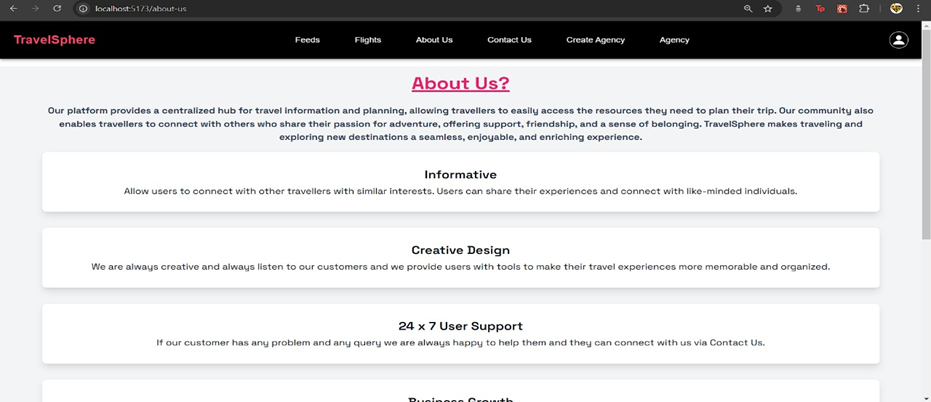 localhost:5173/about-us
TravelSphere Feeds Flights About Us Contact Us Create Agency Agency
About Us?
Our platform provides a centralized hub for travel information and planning, allowing travellers to easily access the resources they need to plan their trip. Our community also
enables travellers to connect with others who share their passion for adventure, offering support, friendship, and a sense of belonging. TravelSphere makes traveling and
exploring new destinations a seamless, enjoyable, and enriching experience.
Informative
Allow users to connect with other travellers with similar interests. Users can share their experiences and connect with like-minded individuals.
Creative Design
We are always creative and always listen to our customers and we provide users with tools to make their travel experiences more memorable and organized.
24 x 7 User Support
If our customer has any problem and any query we are always happy to help them and they can connect with us via Contact Us.
Business Growth